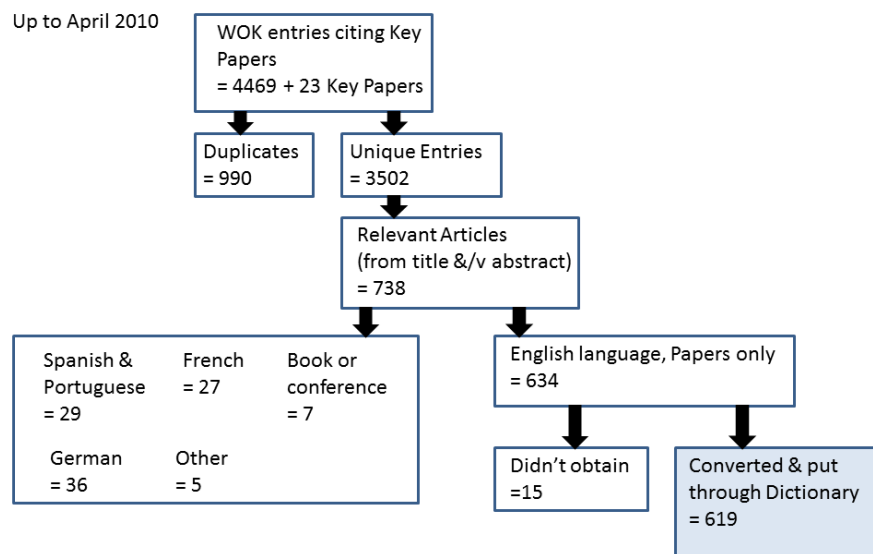 Up to April 2010
WOK entries citing Key
Papers
= 4469 + 23 Key Papers
Duplicates
= 990
Unique Entries
= 3502
Relevant Articles
(from title &/v abstract)
= 738
Spanish &
Portuguese
= 29
French
= 27
Book or
conference
= 7
German
= 36
Other
= 5
English language, Papers only
= 634
Didn't obtain
=15
Converted & put
through Dictionary
= 619